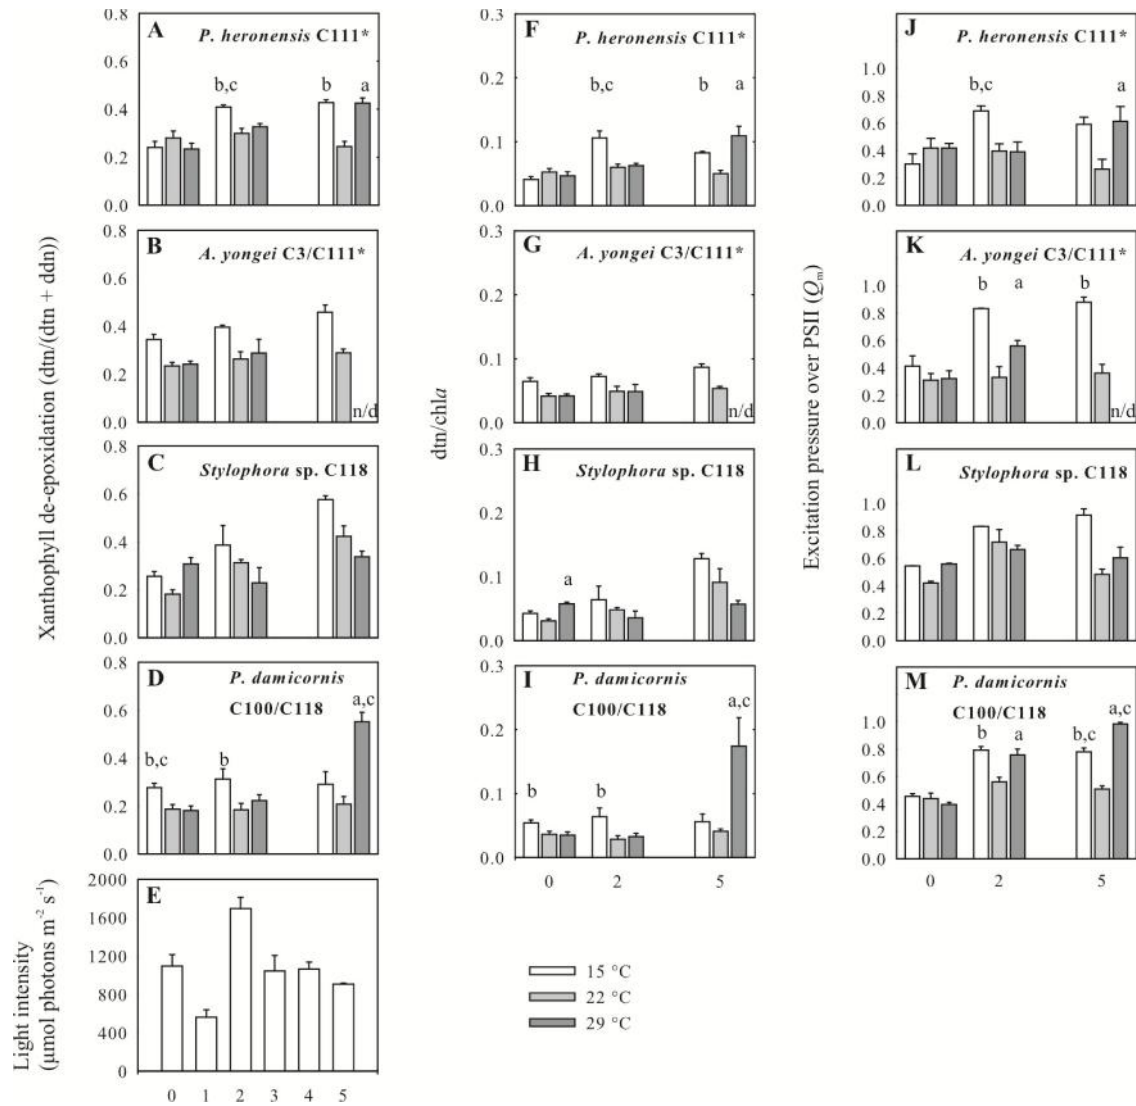 Xanthophyll de-epoxidation (dtn/(dtn + ddn))
A
P. heronensis C111*
0.8
0.6
0.4
0.2
0.0
b,c
b
a
B
A. yongei C3/C111*
0.8
0.6
0.4
0.2
0.0
n/d
C
Stylophora sp. C118
0.8
0.6
0.4
0.2
0.0
D
P. damicornis
C100/C118
0.8
0.6
0.4
0.2
0.0
b,c
b
a,c
Light intensity
(µmol photons m⁻² s⁻¹)
E
2000
1600
1200
800
400
0
0 1 2 3 4 5
dtn/chla
F
P. heronensis C111*
0.3
0.2
0.1
0.0
b,c
b
a
G
A. yongei C3/C111*
0.3
0.2
0.1
0.0
n/d
H
Stylophora sp. C118
0.3
0.2
0.1
0.0
a
I
P. damicornis
C100/C118
0.3
0.2
0.1
0.0
b
b
a,c
0 2 5
15 °C
22 °C
29 °C
Excitation pressure over PSII (Qm)
J
P. heronensis C111*
1.0
0.8
0.6
0.4
0.2
0.0
b,c
a
K
A. yongei C3/C111*
1.0
0.8
0.6
0.4
0.2
0.0
b
a
b
n/d
L
Stylophora sp. C118
1.0
0.8
0.6
0.4
0.2
0.0
M
P. damicornis
C100/C118
1.0
0.8
0.6
0.4
0.2
0.0
b
a
b,c
a,c
0 2 5